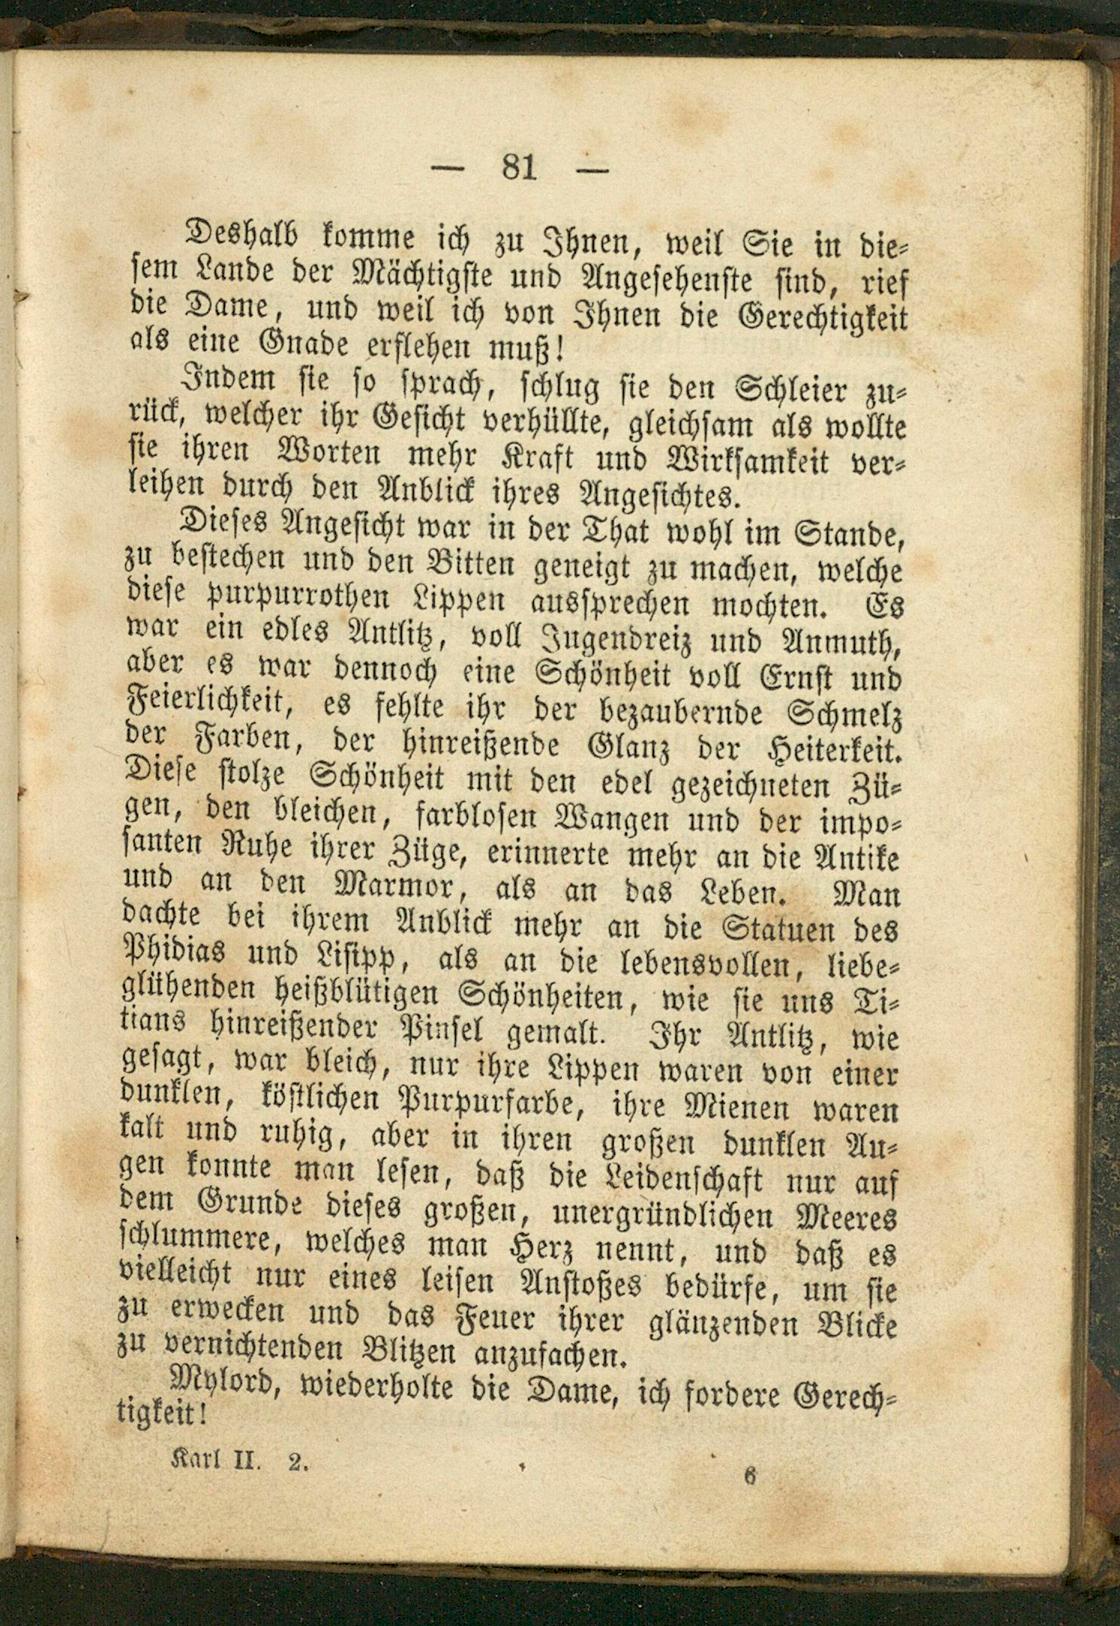 — 81 —
Deshalb komme ich zu Ihnen, weil Sie in die-
sem Lande der Mächtigste und Angesehenste sind, rief
die Dame, und weil ich von Ihnen die Gerechtigkeit
als eine Gnade erflehen muß!
Indem sie so sprach, schlug sie den Schleier zu-
rück, welcher ihr Gesicht verhüllte, gleichsam als wollte
sie ihren Worten mehr Kraft und Wirksamkeit ver-
leihen durch den Anblick ihres Angesichtes.
Dieses Angesicht war in der That wohl im Stande,
zu bestechen und den Bitten geneigt zu machen, welche
diese purpurrothen Lippen aussprechen mochten. Es
war ein edles Antlitz, voll Jugendreiz und Anmuth,
aber es war dennoch eine Schönheit voll Ernst und
Feierlichkeit, es fehlte ihr der bezaubernde Schmelz
der Farben, der hinreißende Glanz der Heiterkeit.
Diese stolze Schönheit mit den edel gezeichneten Zü-
gen, den bleichen, farblosen Wangen und der impo-
santen Ruhe ihrer Züge, erinnerte mehr an die Antike
und an den Marmor, als an das Leben. Man
dachte bei ihrem Anblick mehr an die Statuen des
Phidias und Lisipp, als an die lebensvollen, liebe-
glühenden heißblütigen Schönheiten, wie sie uns Ti-
tians hinreißender Pinsel gemalt. Ihr Antlitz, wie
gesagt, war bleich, nur ihre Lippen waren von einer
dunklen, köstlichen Purpurfarbe, ihre Mienen waren
kalt und ruhig, aber in ihren großen dunklen Au-
gen konnte man lesen, daß die Leidenschaft nur auf
dem Grunde dieses großen, unergründlichen Meeres
schlummere, welches man Herz nennt, und daß es
vielleicht nur eines leisen Anstoßes bedürfe, um sie
zu erwecken und das Feuer ihrer glänzenden Blicke
zu vernichtenden Blitzen anzufachen.
Mylord, wiederholte die Dame, ich fordere Gerech-
tigkeit!
Karl II. 2. 6